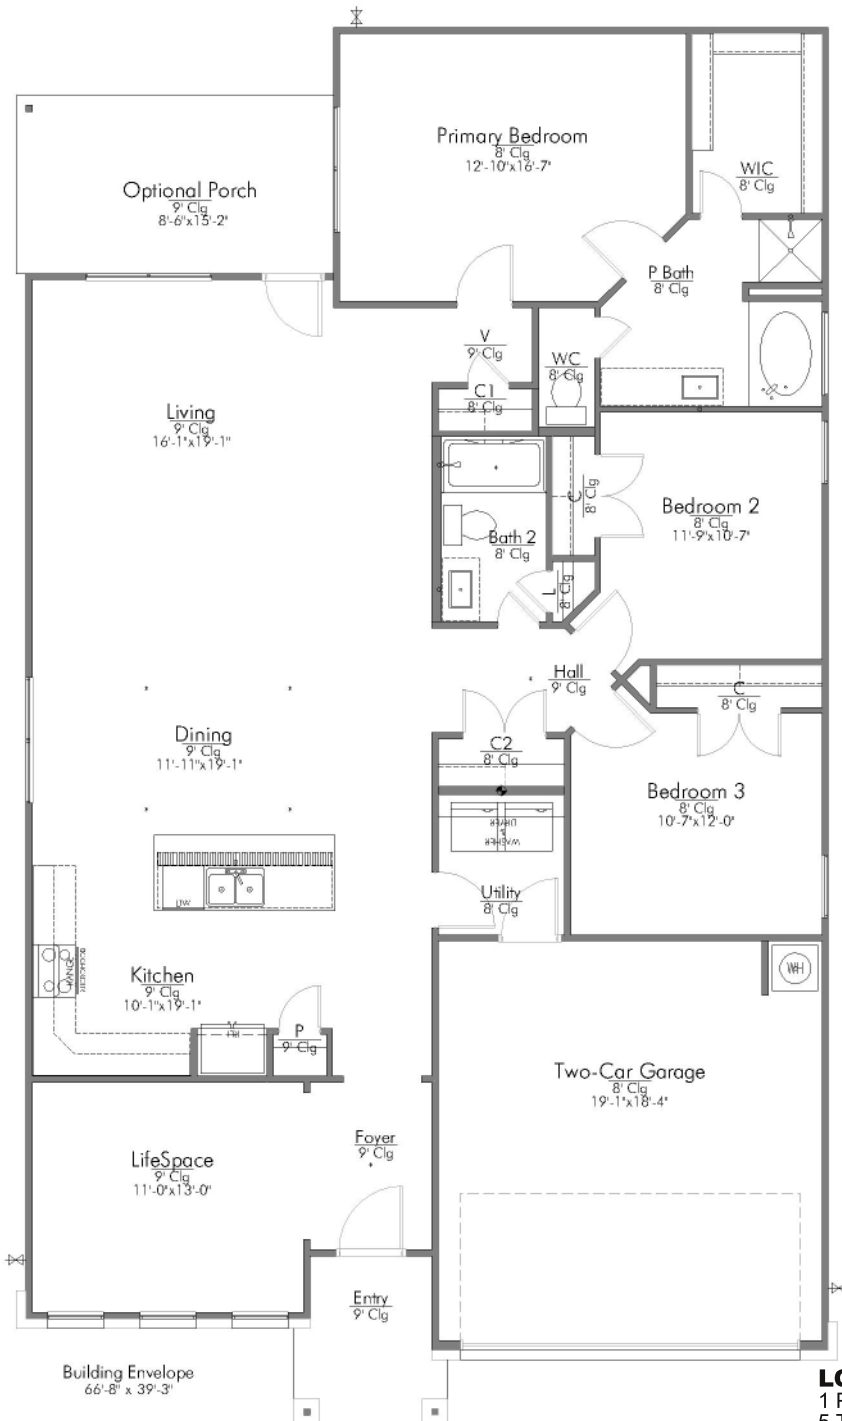 Primary Bedroom
8' Clg
12'-10"x16'-7"
WIC
8' Clg
Optional Porch
9' Clg
8'-6"x15'-2"
P Bath
8' Clg
V
9' Clg
WC
8' Clg
C1
8' Clg
Living
9' Clg
16'-1"x19'-1"
C
8' Clg
Bedroom 2
8' Clg
11'-9"x10'-7"
Bath 2
8' Clg
L
8' Clg
Hall
9' Clg
C
8' Clg
Dining
9' Clg
11'-11"x19'-1"
C2
8' Clg
Bedroom 3
8' Clg
10'-7"x12'-0"
DRYER
WASHER
Utility
8' Clg
DW
RANGE
Kitchen
9' Clg
10'-1"x19'-1"
WH
REF
P
9' Clg
Two-Car Garage
8' Clg
19'-1"x18'-4"
Foyer
9' Clg
LifeSpace
9' Clg
11'-0"x13'-0"
Entry
9' Clg
Building Envelope
66'-8" x 39'-3"